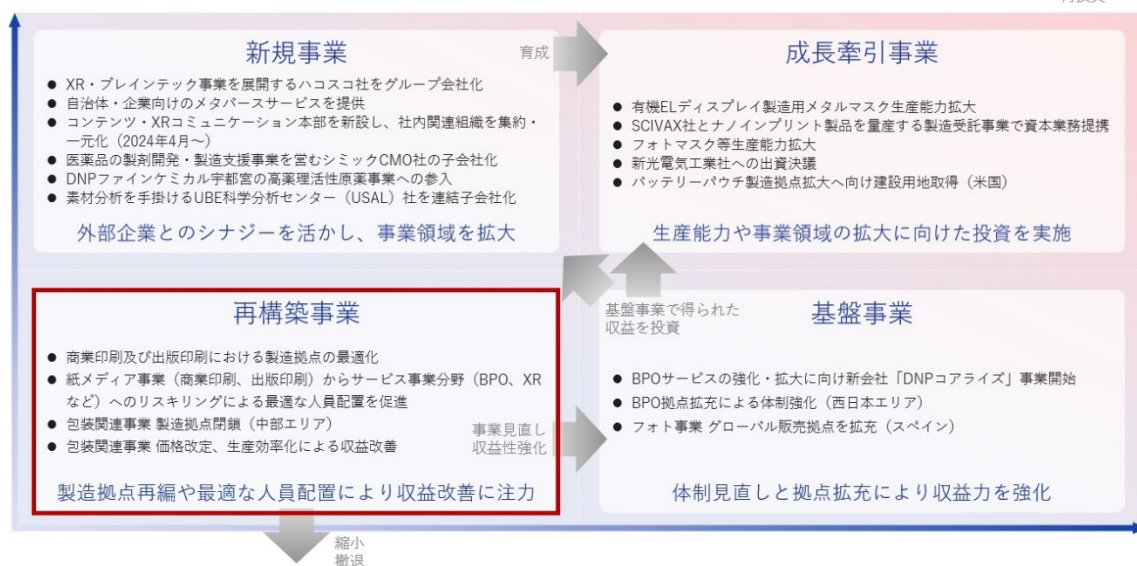 新規事業
● XR・ブレインテック事業を展開するハコスコ社をグループ会社化
● 自治体・企業向けのメタバースサービスを提供
● コンテンツ・XRコミュニケーション本部を新設し、社内関連組織を集約・
一元化（2024年4月～）
● 医薬品の製剤開発・製造支援事業を営むシミックCMO社の子会社化
● DNPファインケミカル宇都宮の高薬理活性原薬事業への参入
● 素材分析を手掛けるUBE科学分析センター（USAL）社を連結子会社化
外部企業とのシナジーを活かし、事業領域を拡大
育成
成長牽引事業
● 有機ELディスプレイ製造用メタルマスク生産能力拡大
● SCIVAX社とナノインプリント製品を量産する製造受託事業で資本業務提携
● フォトマスク等生産能力拡大
● 新光電気工業社への出資決議
● バッテリーパウチ製造拠点拡大へ向け建設用地取得（米国）
生産能力や事業領域の拡大に向けた投資を実施
再構築事業
● 商業印刷及び出版印刷における製造拠点の最適化
● 紙メディア事業（商業印刷、出版印刷）からサービス事業分野（BPO、XR
など）へのリスキリングによる最適な人員配置を促進
● 包装関連事業 製造拠点閉鎖（中部エリア）
● 包装関連事業 価格改定、生産効率化による収益改善
製造拠点再編や最適な人員配置により収益改善に注力
事業見直し
収益性強化
基盤事業で得られた
収益を投資
基盤事業
● BPOサービスの強化・拡大に向け新会社「DNPコアライズ」事業開始
● BPO拠点拡充による体制強化（西日本エリア）
● フォト事業 グローバル販売拠点を拡充（スペイン）
体制見直しと拠点拡充により収益力を強化
縮小
撤退